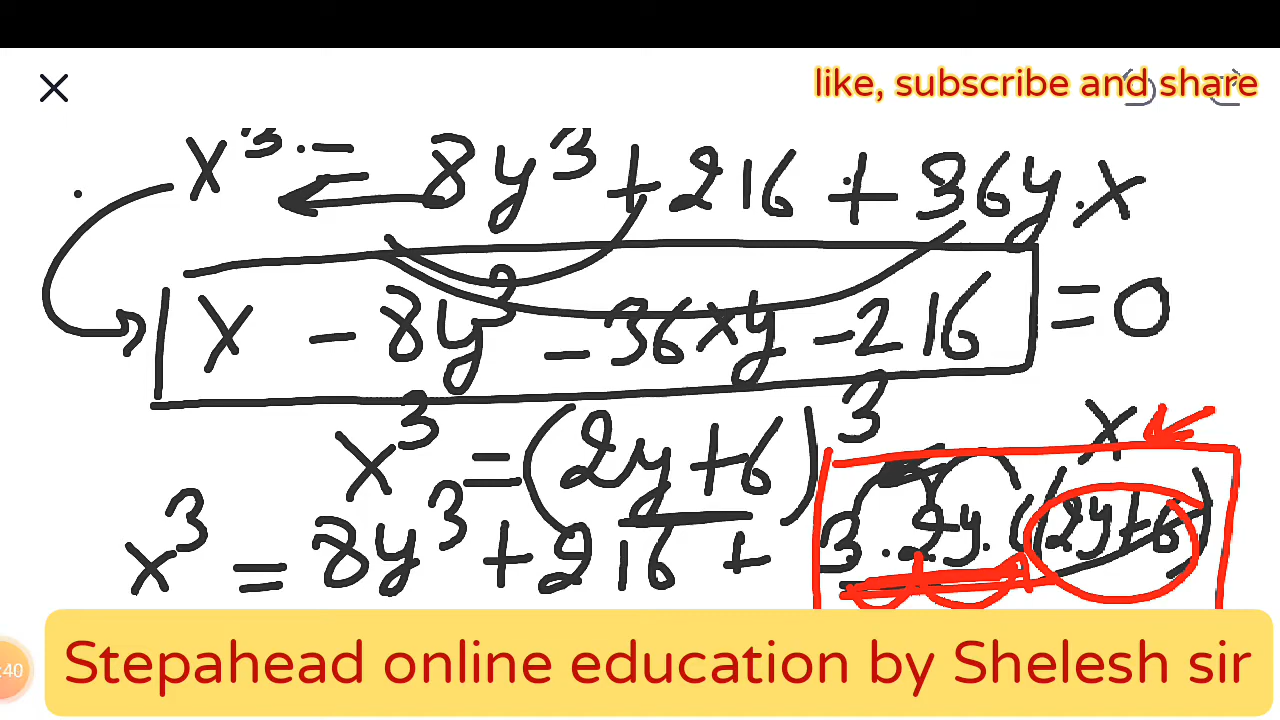 like, subscribe and share
x³ = 8y³ + 216 + 36y.x
x - 8y³ - 36xy - 216 = 0
x³ = (2y+6)³
x
x³ = 8y³ + 216 + 3.2y.6(2y+6)
:40
Stepahead online education by Shelesh sir